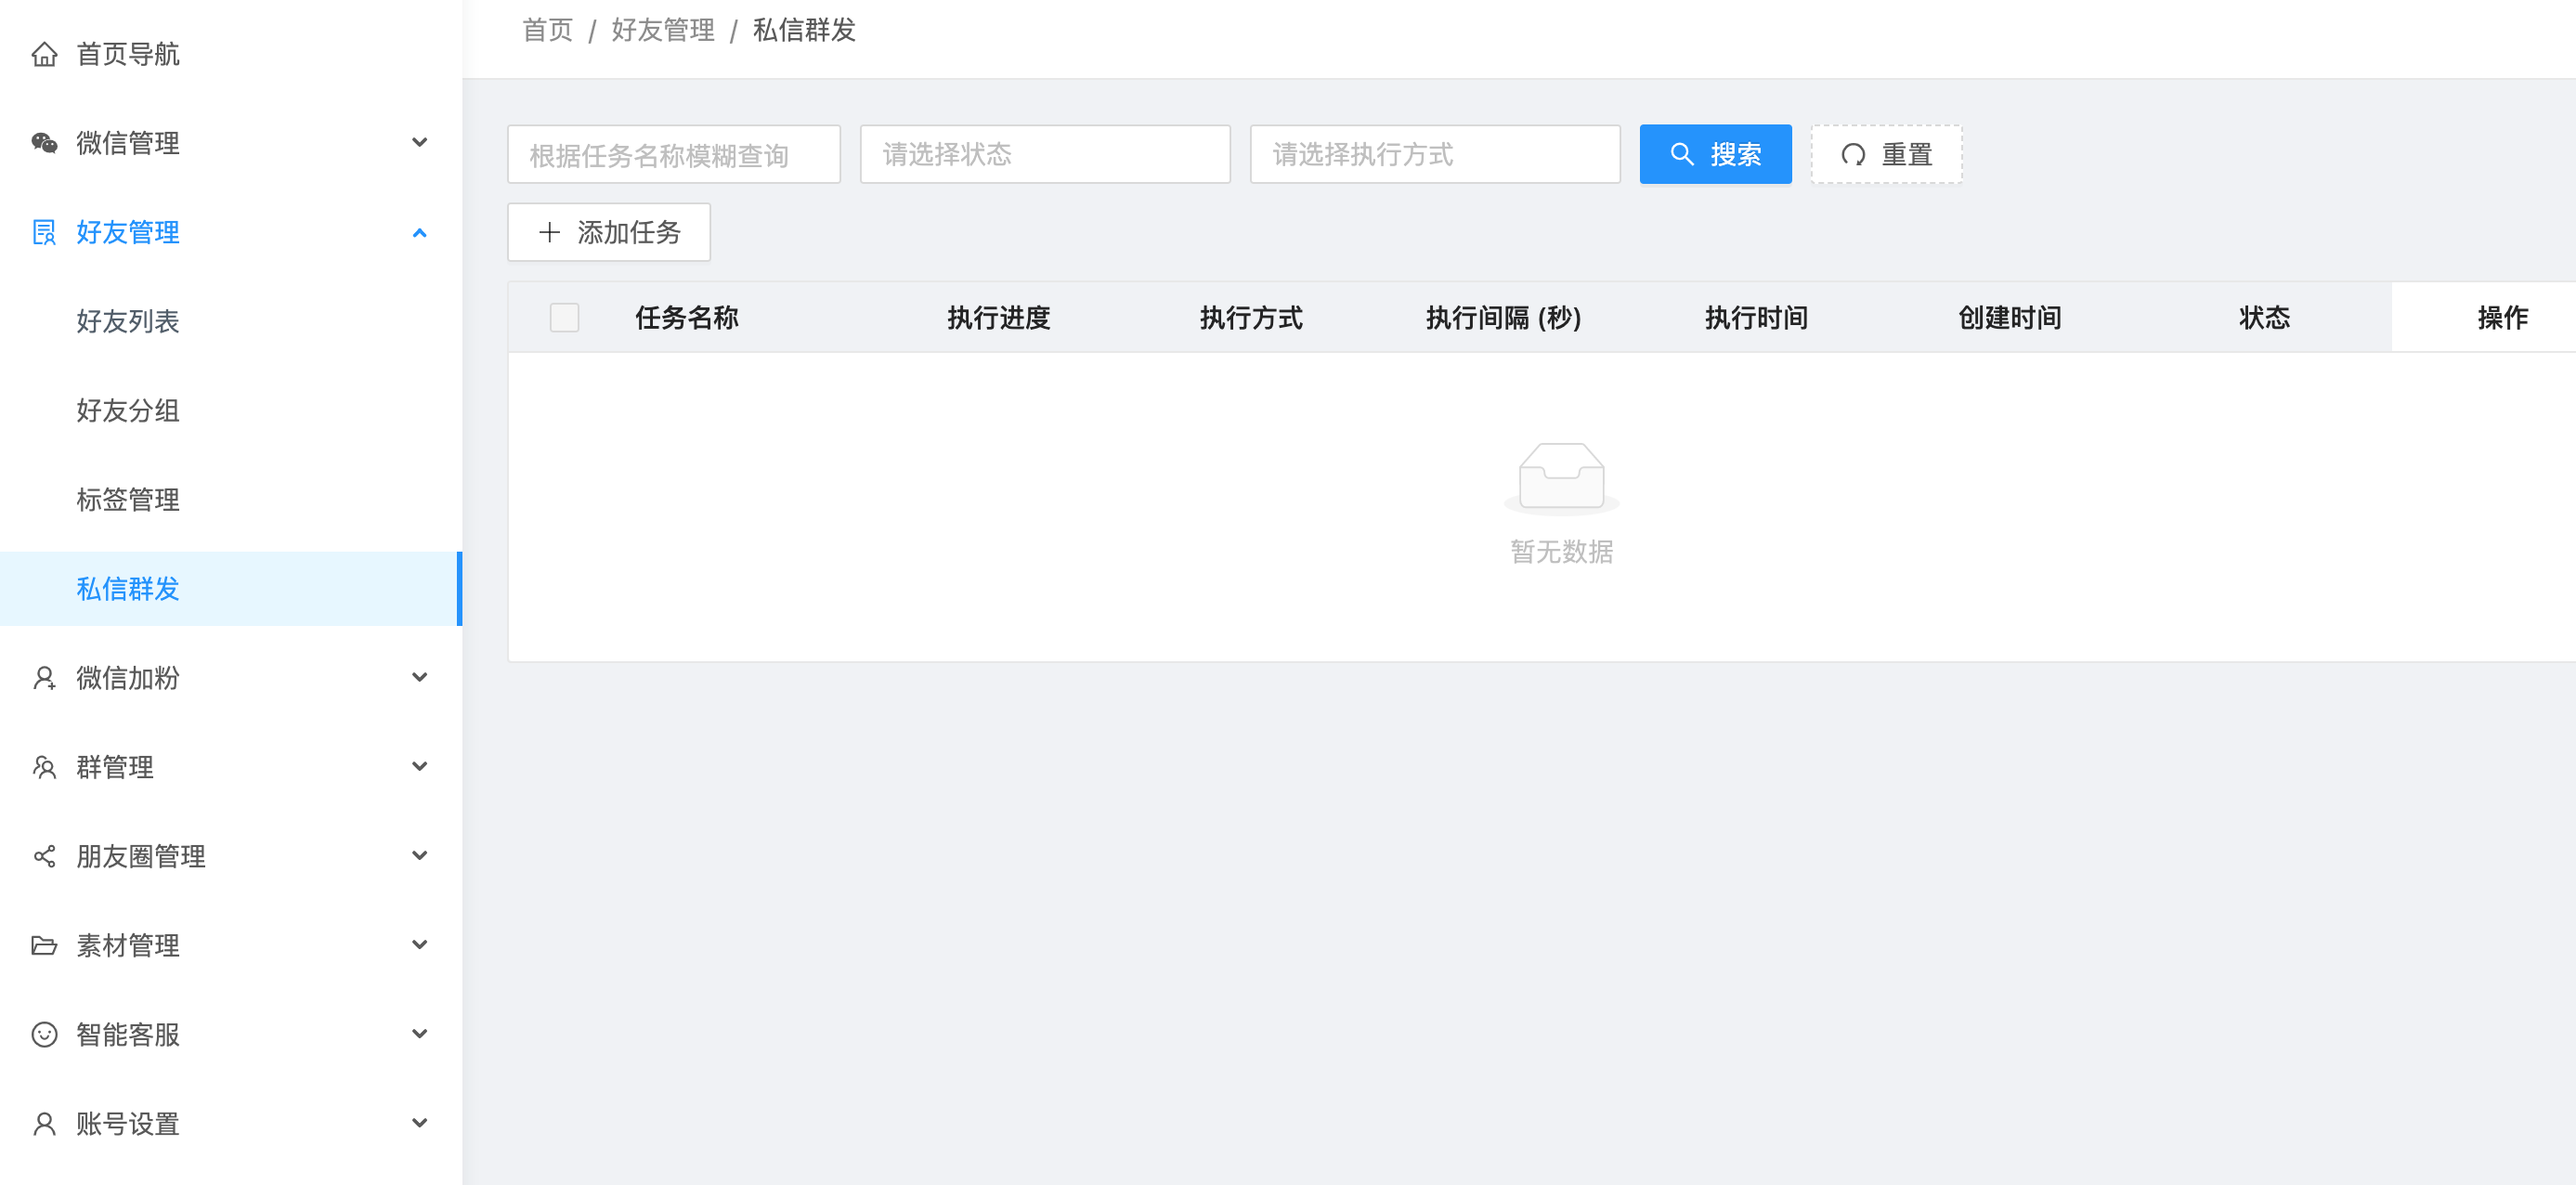 首页导航
微信管理
好友管理
好友列表
好友分组
标签管理
私信群发
微信加粉
群管理
朋友圈管理
素材管理
智能客服
账号设置
首页 / 好友管理 / 私信群发
根据任务名称模糊查询 请选择状态 请选择执行方式 搜索 重置
添加任务
任务名称 执行进度 执行方式 执行间隔 (秒) 执行时间 创建时间 状态 操作
暂无数据